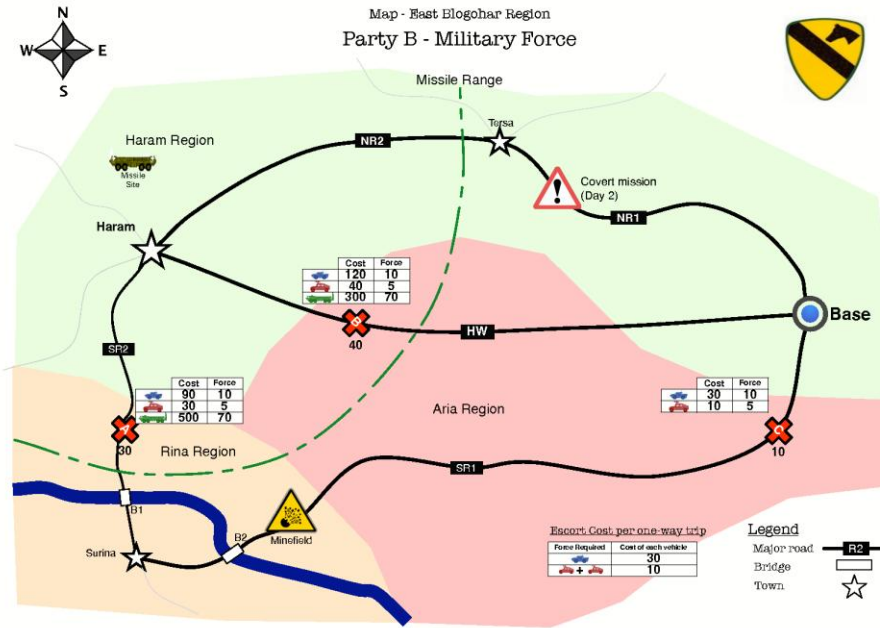 Map - East Blogohar Region
Party B - Military Force
N
W E
S
Missile Range
Haram Region
Missile
Site
NR2
Tersa
Covert mission
(Day 2)
NR1
Haram
Cost Force
120 10
40 5
300 70
40
HW
Base
SR2
Cost Force
90 10
30 5
500 70
30
Rina Region
Aria Region
Cost Force
30 10
10 5
10
SR1
B1
Minefield
B2
Surina
Escort Cost per one-way trip
Force Required Cost of each vehicle
30
+ 10
Legend
Major road R2
Bridge
Town